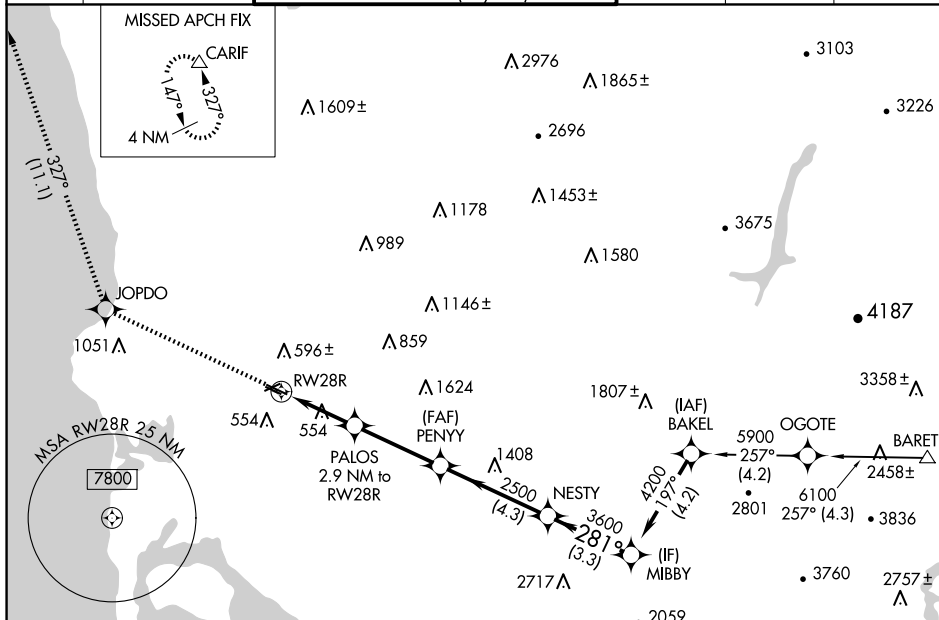 MISSED APCH FIX
CARIF
147°
327°
4 NM
2976
1865±
3103
1609±
3226
2696
327°
(11.1)
1453±
1178
3675
989
1580
JOPDO
1146±
4187
1051
859
596±
RW28R
1624
3358±
1807±
554
554
(FAF)
PENYY
(IAF)
BAKEL
OGOTE
BARET
5900
257°
(4.2)
2458±
MSA RW28R 25 NM
7800
PALOS
2.9 NM to
RW28R
1408
2500
(4.3)
NESTY
4200
197°
(4.2)
2801
6100
257° (4.3)
3836
3600
281°
(3.3)
(IF)
MIBBY
2717
3760
2757±
2059